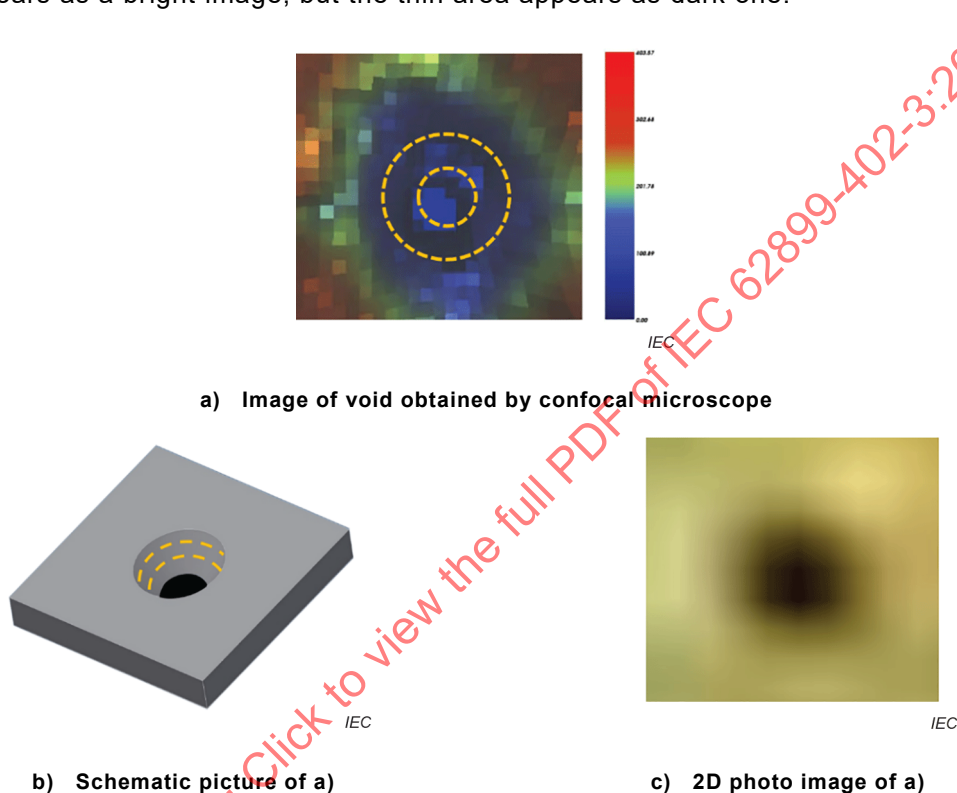 ears as a bright image, but the thin area appears as dark one.
403.57
302.68
201.78
100.89
0.00
IEC
a) Image of void obtained by confocal microscope
IEC
IEC
b) Schematic picture of a)
c) 2D photo image of a)
Click to view the full PDF of IEC 62899-402-3:20